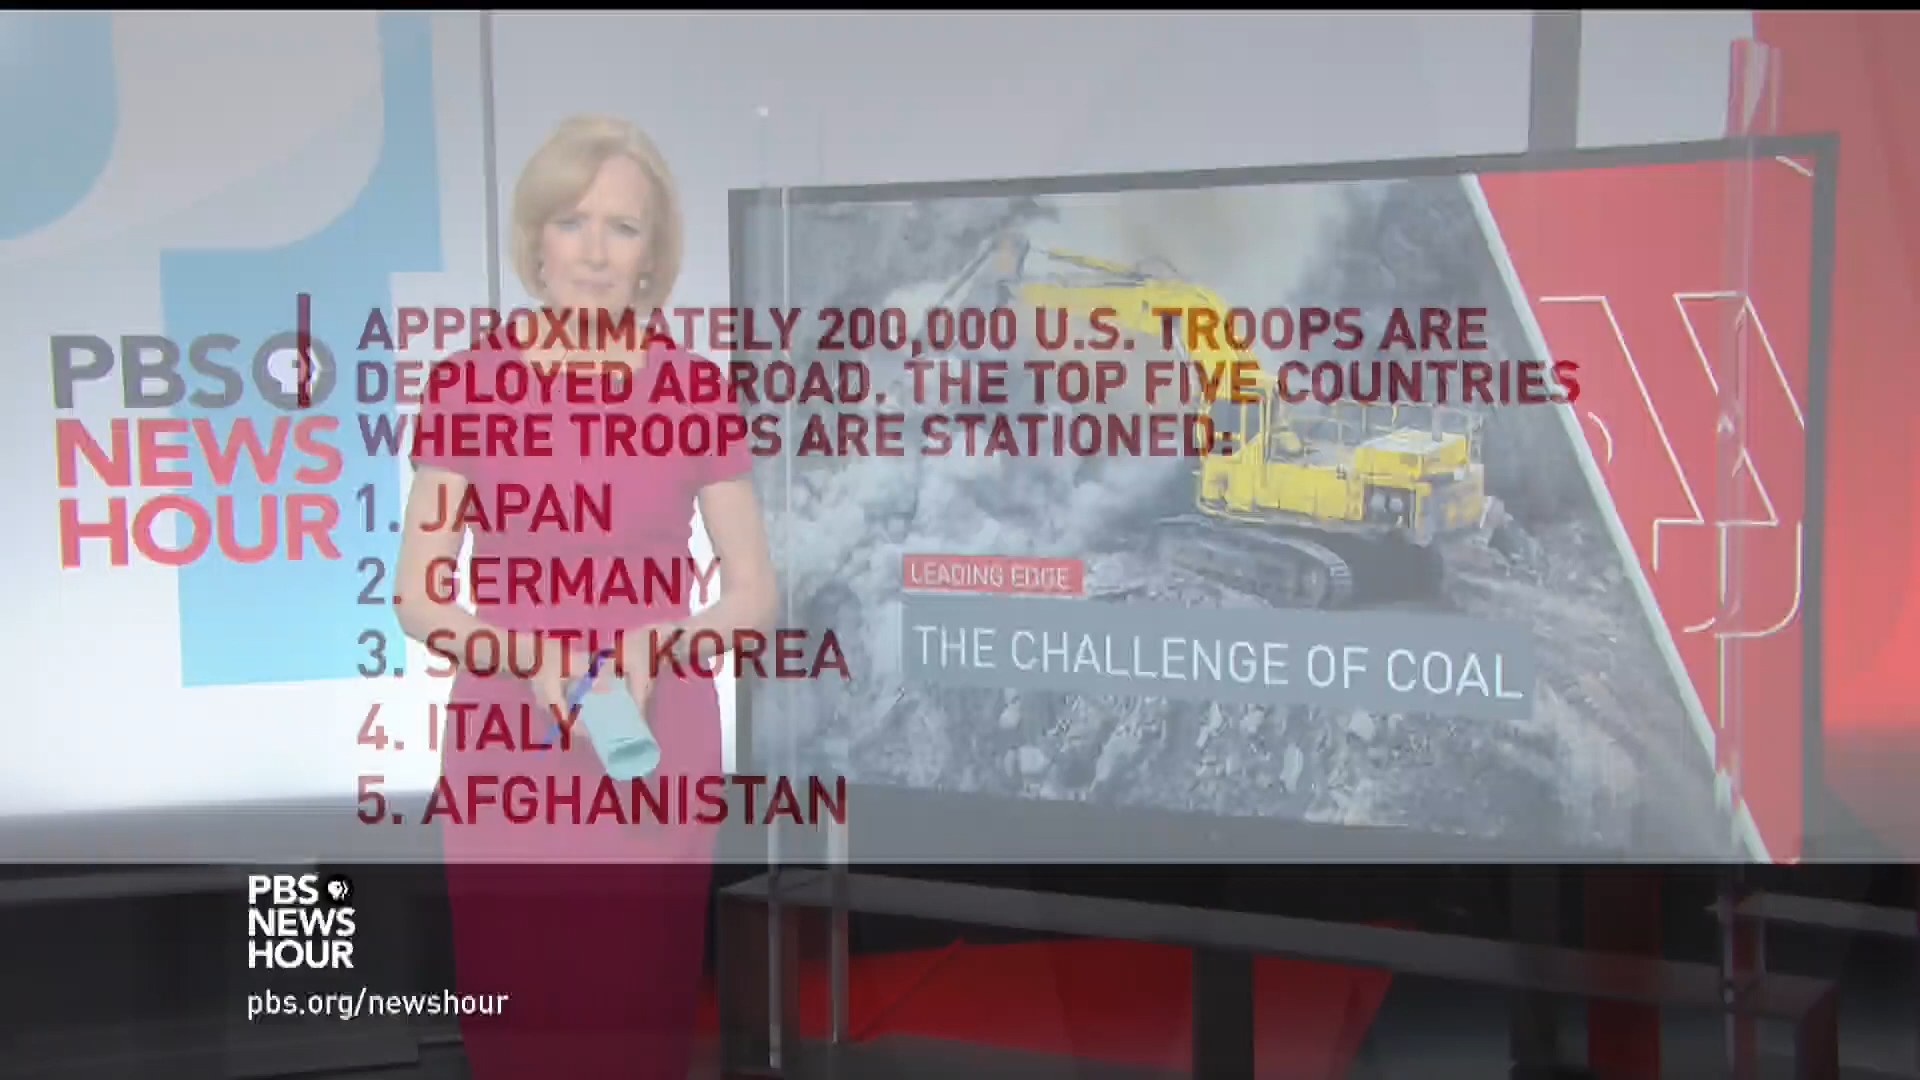 PBS
NEWS
HOUR
APPROXIMATELY 200,000 U.S. TROOPS ARE
DEPLOYED ABROAD. THE TOP FIVE COUNTRIES
WHERE TROOPS ARE STATIONED:
1. JAPAN
2. GERMANY
3. SOUTH KOREA
4. ITALY
5. AFGHANISTAN
LEADING EDGE
THE CHALLENGE OF COAL
PBS
NEWS
HOUR
pbs.org/newshour